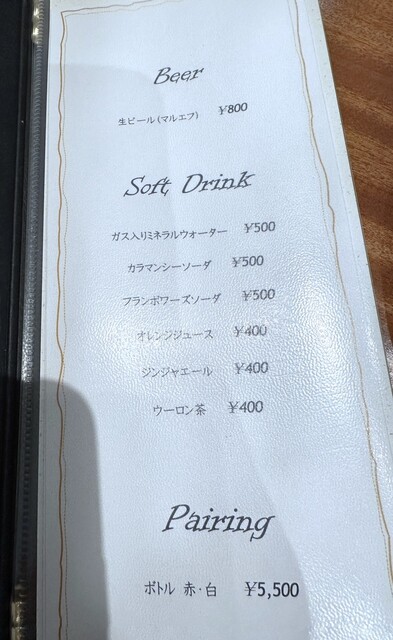 Beer
生ビール(マルエフ) ¥800
Soft Drink
ガス入りミネラルウォーター ¥500
カラマンシーソーダ ¥500
フランボワーズソーダ ¥500
オレンジジュース ¥400
ジンジャエール ¥400
ウーロン茶 ¥400
Pairing
ボトル 赤・白 ¥5,500